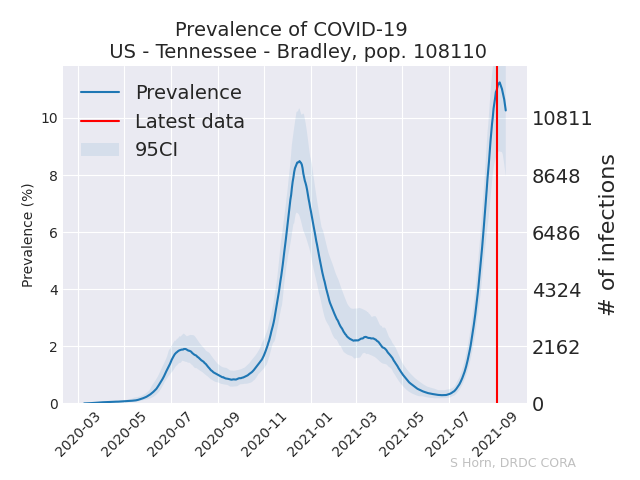 Prevalence of COVID-19
US - Tennessee - Bradley, pop. 108110
Prevalence
Latest data
95CI
Prevalence (%)
10
8
6
4
2
0
10811
8648
6486
4324
2162
0
# of infections
2020-03
2020-05
2020-07
2020-09
2020-11
2021-01
2021-03
2021-05
2021-07
2021-09
S Horn, DRDC CORA